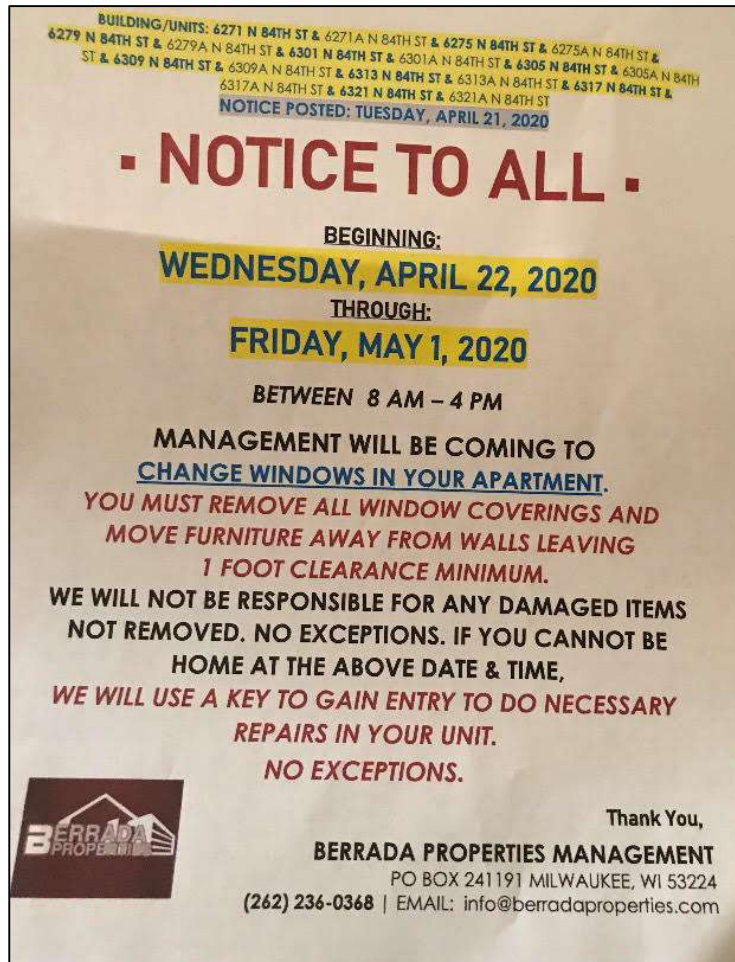 BUILDING/UNITS: 6271 N 84TH ST & 6271A N 84TH ST & 6275 N 84TH ST & 6275A N 84TH ST &
6279 N 84TH ST & 6279A N 84TH ST & 6301 N 84TH ST & 6301A N 84TH ST & 6305 N 84TH ST & 6305A N 84TH
ST & 6309 N 84TH ST & 6309A N 84TH ST & 6313 N 84TH ST & 6313A N 84TH ST & 6317 N 84TH ST &
6317A N 84TH ST & 6321 N 84TH ST & 6321A N 84TH ST
NOTICE POSTED: TUESDAY, APRIL 21, 2020
▪ NOTICE TO ALL ▪
BEGINNING:
WEDNESDAY, APRIL 22, 2020
THROUGH:
FRIDAY, MAY 1, 2020
BETWEEN 8 AM – 4 PM
MANAGEMENT WILL BE COMING TO
CHANGE WINDOWS IN YOUR APARTMENT.
YOU MUST REMOVE ALL WINDOW COVERINGS AND
MOVE FURNITURE AWAY FROM WALLS LEAVING
1 FOOT CLEARANCE MINIMUM.
WE WILL NOT BE RESPONSIBLE FOR ANY DAMAGED ITEMS
NOT REMOVED. NO EXCEPTIONS. IF YOU CANNOT BE
HOME AT THE ABOVE DATE & TIME,
WE WILL USE A KEY TO GAIN ENTRY TO DO NECESSARY
REPAIRS IN YOUR UNIT.
NO EXCEPTIONS.
BERRADA
PROPERTIES
Thank You,
BERRADA PROPERTIES MANAGEMENT
PO BOX 241191 MILWAUKEE, WI 53224
(262) 236-0368 | EMAIL: info@berradaproperties.com